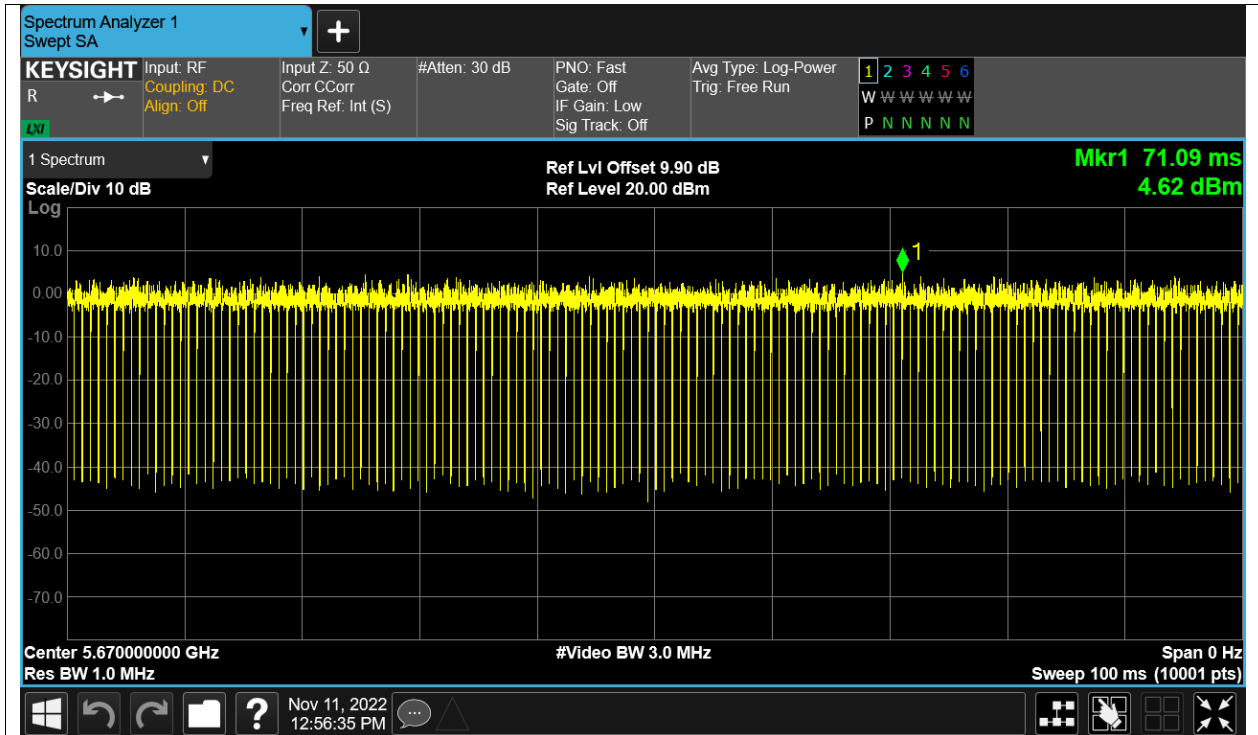 Spectrum Analyzer 1
Swept SA
KEYSIGHT
R
LXI
Input: RF
Coupling: DC
Align: Off
Input Z: 50 Ω
Corr CCorr
Freq Ref: Int (S)
#Atten: 30 dB
PNO: Fast
Gate: Off
IF Gain: Low
Sig Track: Off
Avg Type: Log-Power
Trig: Free Run
1 2 3 4 5 6
W W W W W W
P N N N N N
1 Spectrum
Scale/Div 10 dB
Log
Ref Lvl Offset 9.90 dB
Ref Level 20.00 dBm
Mkr1 71.09 ms
4.62 dBm
1
10.0
0.00
-10.0
-20.0
-30.0
-40.0
-50.0
-60.0
-70.0
Center 5.670000000 GHz
Res BW 1.0 MHz
#Video BW 3.0 MHz
Span 0 Hz
Sweep 100 ms (10001 pts)
?
Nov 11, 2022
12:56:35 PM